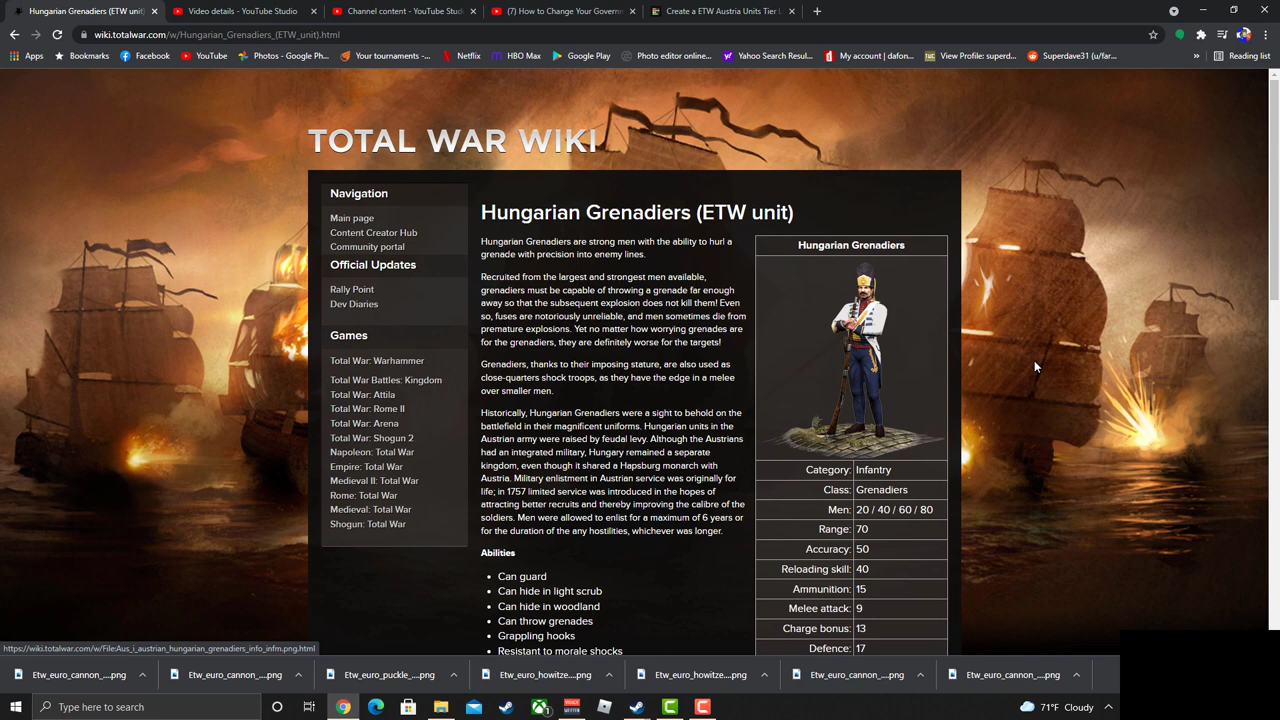 Hungarian Grenadiers (ETW unit)
Video details - YouTube Studio
Channel content - YouTube Stud
(7) How to Change Your Governm
Create a ETW Austria Units Tier L
wiki.totalwar.com/w/Hungarian_Grenadiers_(ETW_unit).html
Apps
Bookmarks
Facebook
YouTube
Photos - Google Ph...
Your tournaments -...
Netflix
HBO Max
Google Play
Photo editor online...
Yahoo Search Resul...
My account | dafon...
View Profile: superd...
Superdave31 (u/far...
»
Reading list
TOTAL WAR WIKI
Navigation
Main page
Content Creator Hub
Community portal
Official Updates
Rally Point
Dev Diaries
Games
Total War: Warhammer
Total War Battles: Kingdom
Total War: Attila
Total War: Rome II
Total War: Arena
Total War: Shogun 2
Napoleon: Total War
Empire: Total War
Medieval II: Total War
Rome: Total War
Medieval: Total War
Shogun: Total War
Hungarian Grenadiers (ETW unit)
Hungarian Grenadiers are strong men with the ability to hurl a
grenade with precision into enemy lines.
Recruited from the largest and strongest men available,
grenadiers must be capable of throwing a grenade far enough
away so that the subsequent explosion does not kill them! Even
so, fuses are notoriously unreliable, and men sometimes die from
premature explosions. Yet no matter how worrying grenades are
for the grenadiers, they are definitely worse for the targets!
Grenadiers, thanks to their imposing stature, are also used as
close-quarters shock troops, as they have the edge in a melee
over smaller men.
Historically, Hungarian Grenadiers were a sight to behold on the
battlefield in their magnificent uniforms. Hungarian units in the
Austrian army were raised by feudal levy. Although the Austrians
had an integrated military, Hungary remained a separate
kingdom, even though it shared a Hapsburg monarch with
Austria. Military enlistment in Austrian service was originally for
life; in 1757 limited service was introduced in the hopes of
attracting better recruits and thereby improving the calibre of the
soldiers. Men were allowed to enlist for a maximum of 6 years or
for the duration of the any hostilities, whichever was longer.
Abilities
Can guard
Can hide in light scrub
Can hide in woodland
Can throw grenades
Grappling hooks
Resistant to morale shocks
Hungarian Grenadiers
Category: Infantry
Class: Grenadiers
Men: 20 / 40 / 60 / 80
Range: 70
Accuracy: 50
Reloading skill: 40
Ammunition: 15
Melee attack: 9
Charge bonus: 13
Defence: 17
https://wiki.totalwar.com/w/File:Aus_i_austrian_hungarian_grenadiers_info_infm.png.html
Etw_euro_cannon_....png
Etw_euro_cannon_....png
Etw_euro_puckle_....png
Etw_euro_howitze....png
Etw_euro_howitze....png
Etw_euro_cannon_....png
Etw_euro_cannon_....png
Type here to search
71°F Cloudy